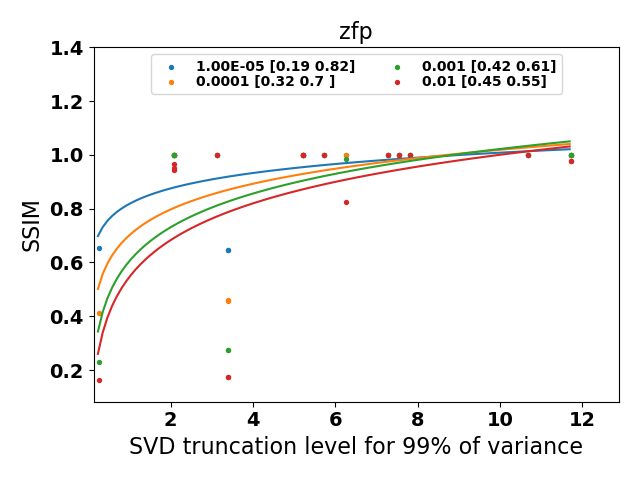 zfp
1.00E-05 [0.19 0.82]
0.0001 [0.32 0.7 ]
0.001 [0.42 0.61]
0.01 [0.45 0.55]
SSIM
1.4
1.2
1.0
0.8
0.6
0.4
0.2
2 4 6 8 10 12
SVD truncation level for 99% of variance